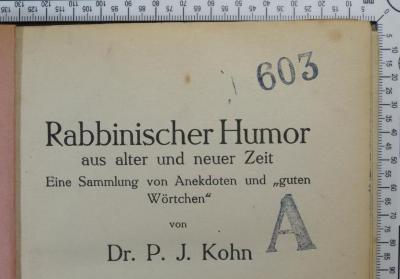 603
Rabbinischer Humor
aus alter und neuer Zeit
Eine Sammlung von Anekdoten und „guten
Wörtchen"
von
A
Dr. P. J. Kohn